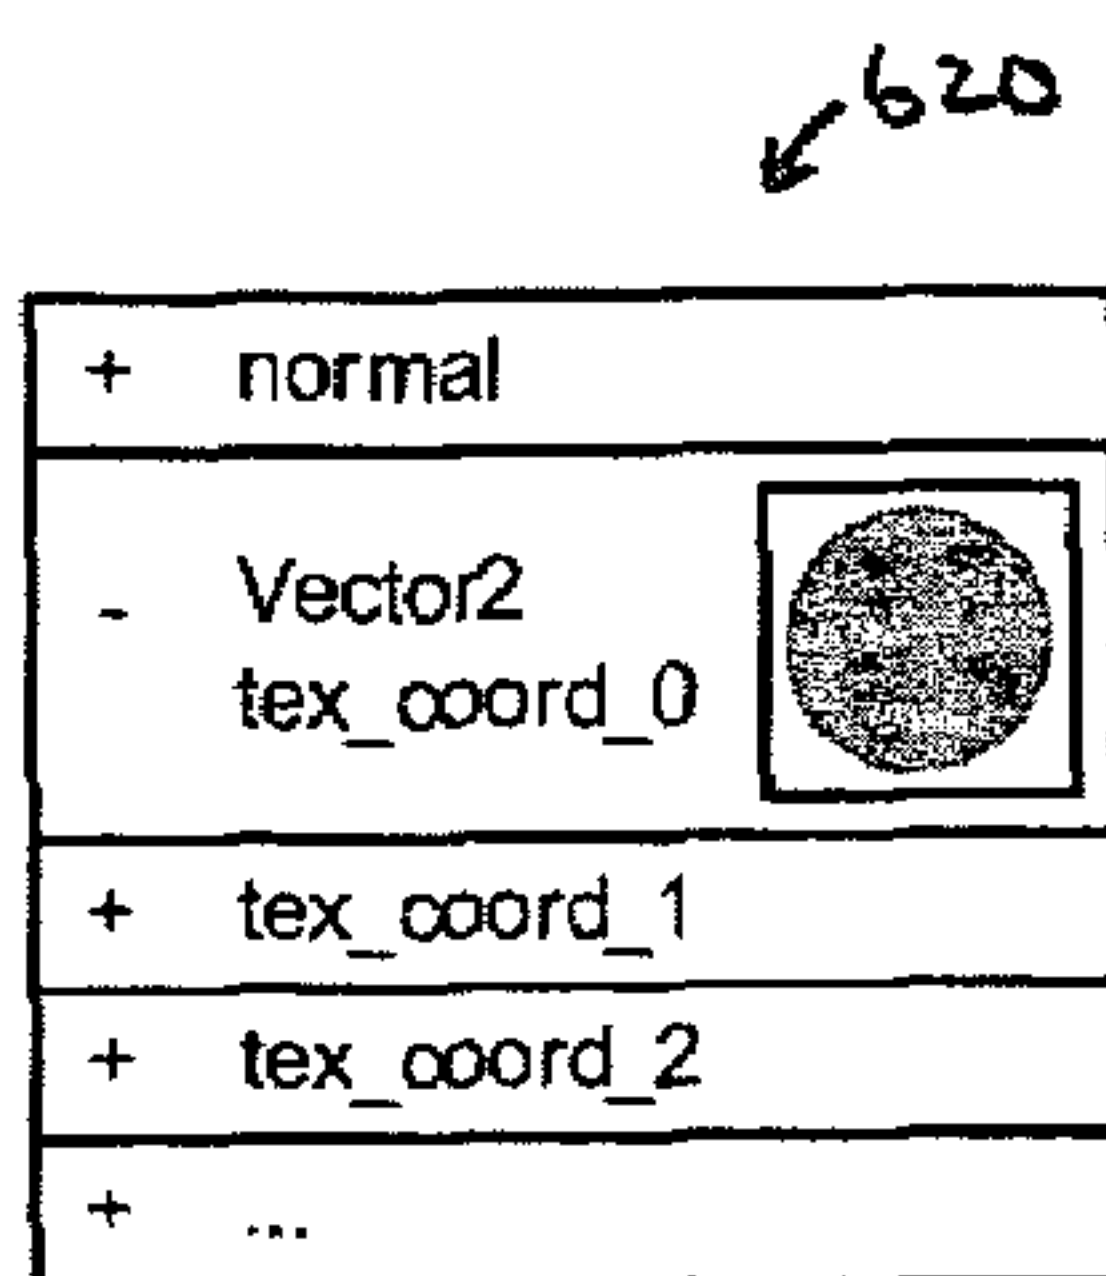 620
+ normal
- Vector2
tex_coord_0
+ tex_coord_1
+ tex_coord_2
+ ...